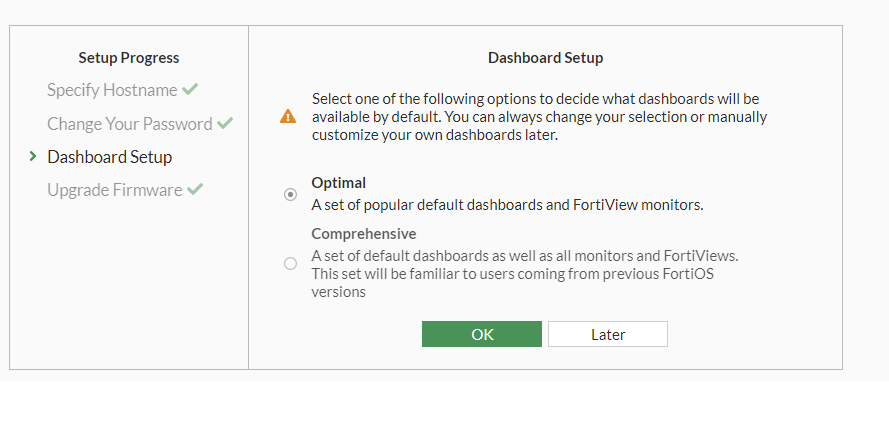 Setup Progress
Specify Hostname
Change Your Password
Dashboard Setup
Upgrade Firmware
Dashboard Setup
Select one of the following options to decide what dashboards will be
available by default. You can always change your selection or manually
customize your own dashboards later.
Optimal
A set of popular default dashboards and FortiView monitors.
Comprehensive
A set of default dashboards as well as all monitors and FortiViews.
This set will be familiar to users coming from previous FortiOS
versions
OK
Later